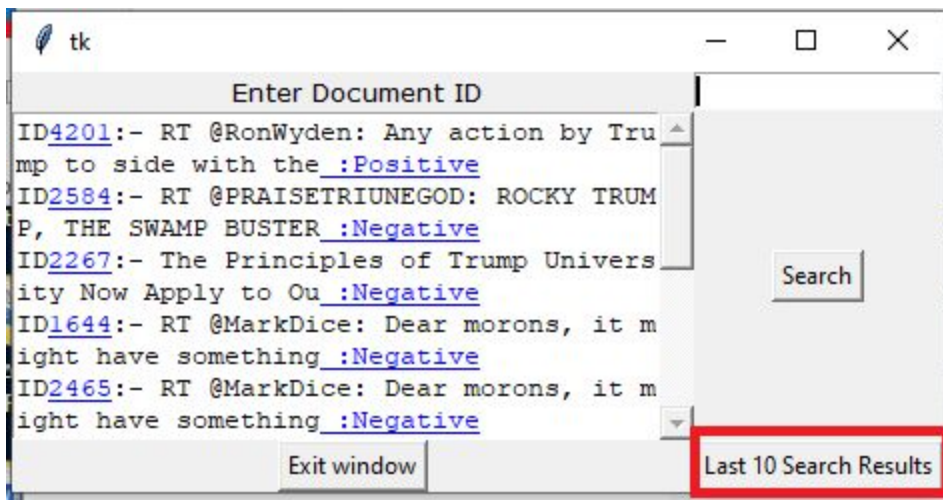 tk
Enter Document ID
ID4201:- RT @RonWyden: Any action by Tru
mp to side with the :Positive
ID2584:- RT @PRAISETRIUNEGOD: ROCKY TRUM
P, THE SWAMP BUSTER :Negative
ID2267:- The Principles of Trump Univers
ity Now Apply to Ou :Negative
ID1644:- RT @MarkDice: Dear morons, it m
ight have something :Negative
ID2465:- RT @MarkDice: Dear morons, it m
ight have something :Negative
Search
Exit window
Last 10 Search Results